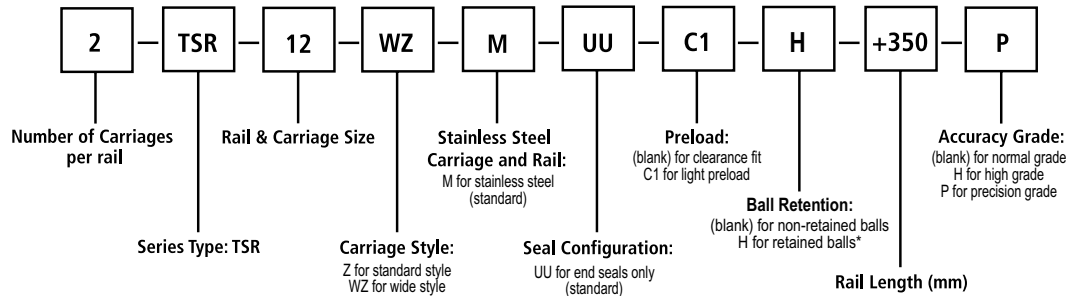 2 – TSR – 12 – WZ – M – UU – C1 – H – +350 – P
Number of Carriages
per rail
Series Type: TSR
Rail & Carriage Size
Carriage Style:
Z for standard style
WZ for wide style
Stainless Steel
Carriage and Rail:
M for stainless steel
(standard)
Seal Configuration:
UU for end seals only
(standard)
Preload:
(blank) for clearance fit
C1 for light preload
Ball Retention:
(blank) for non-retained balls
H for retained balls*
Rail Length (mm)
Accuracy Grade:
(blank) for normal grade
H for high grade
P for precision grade